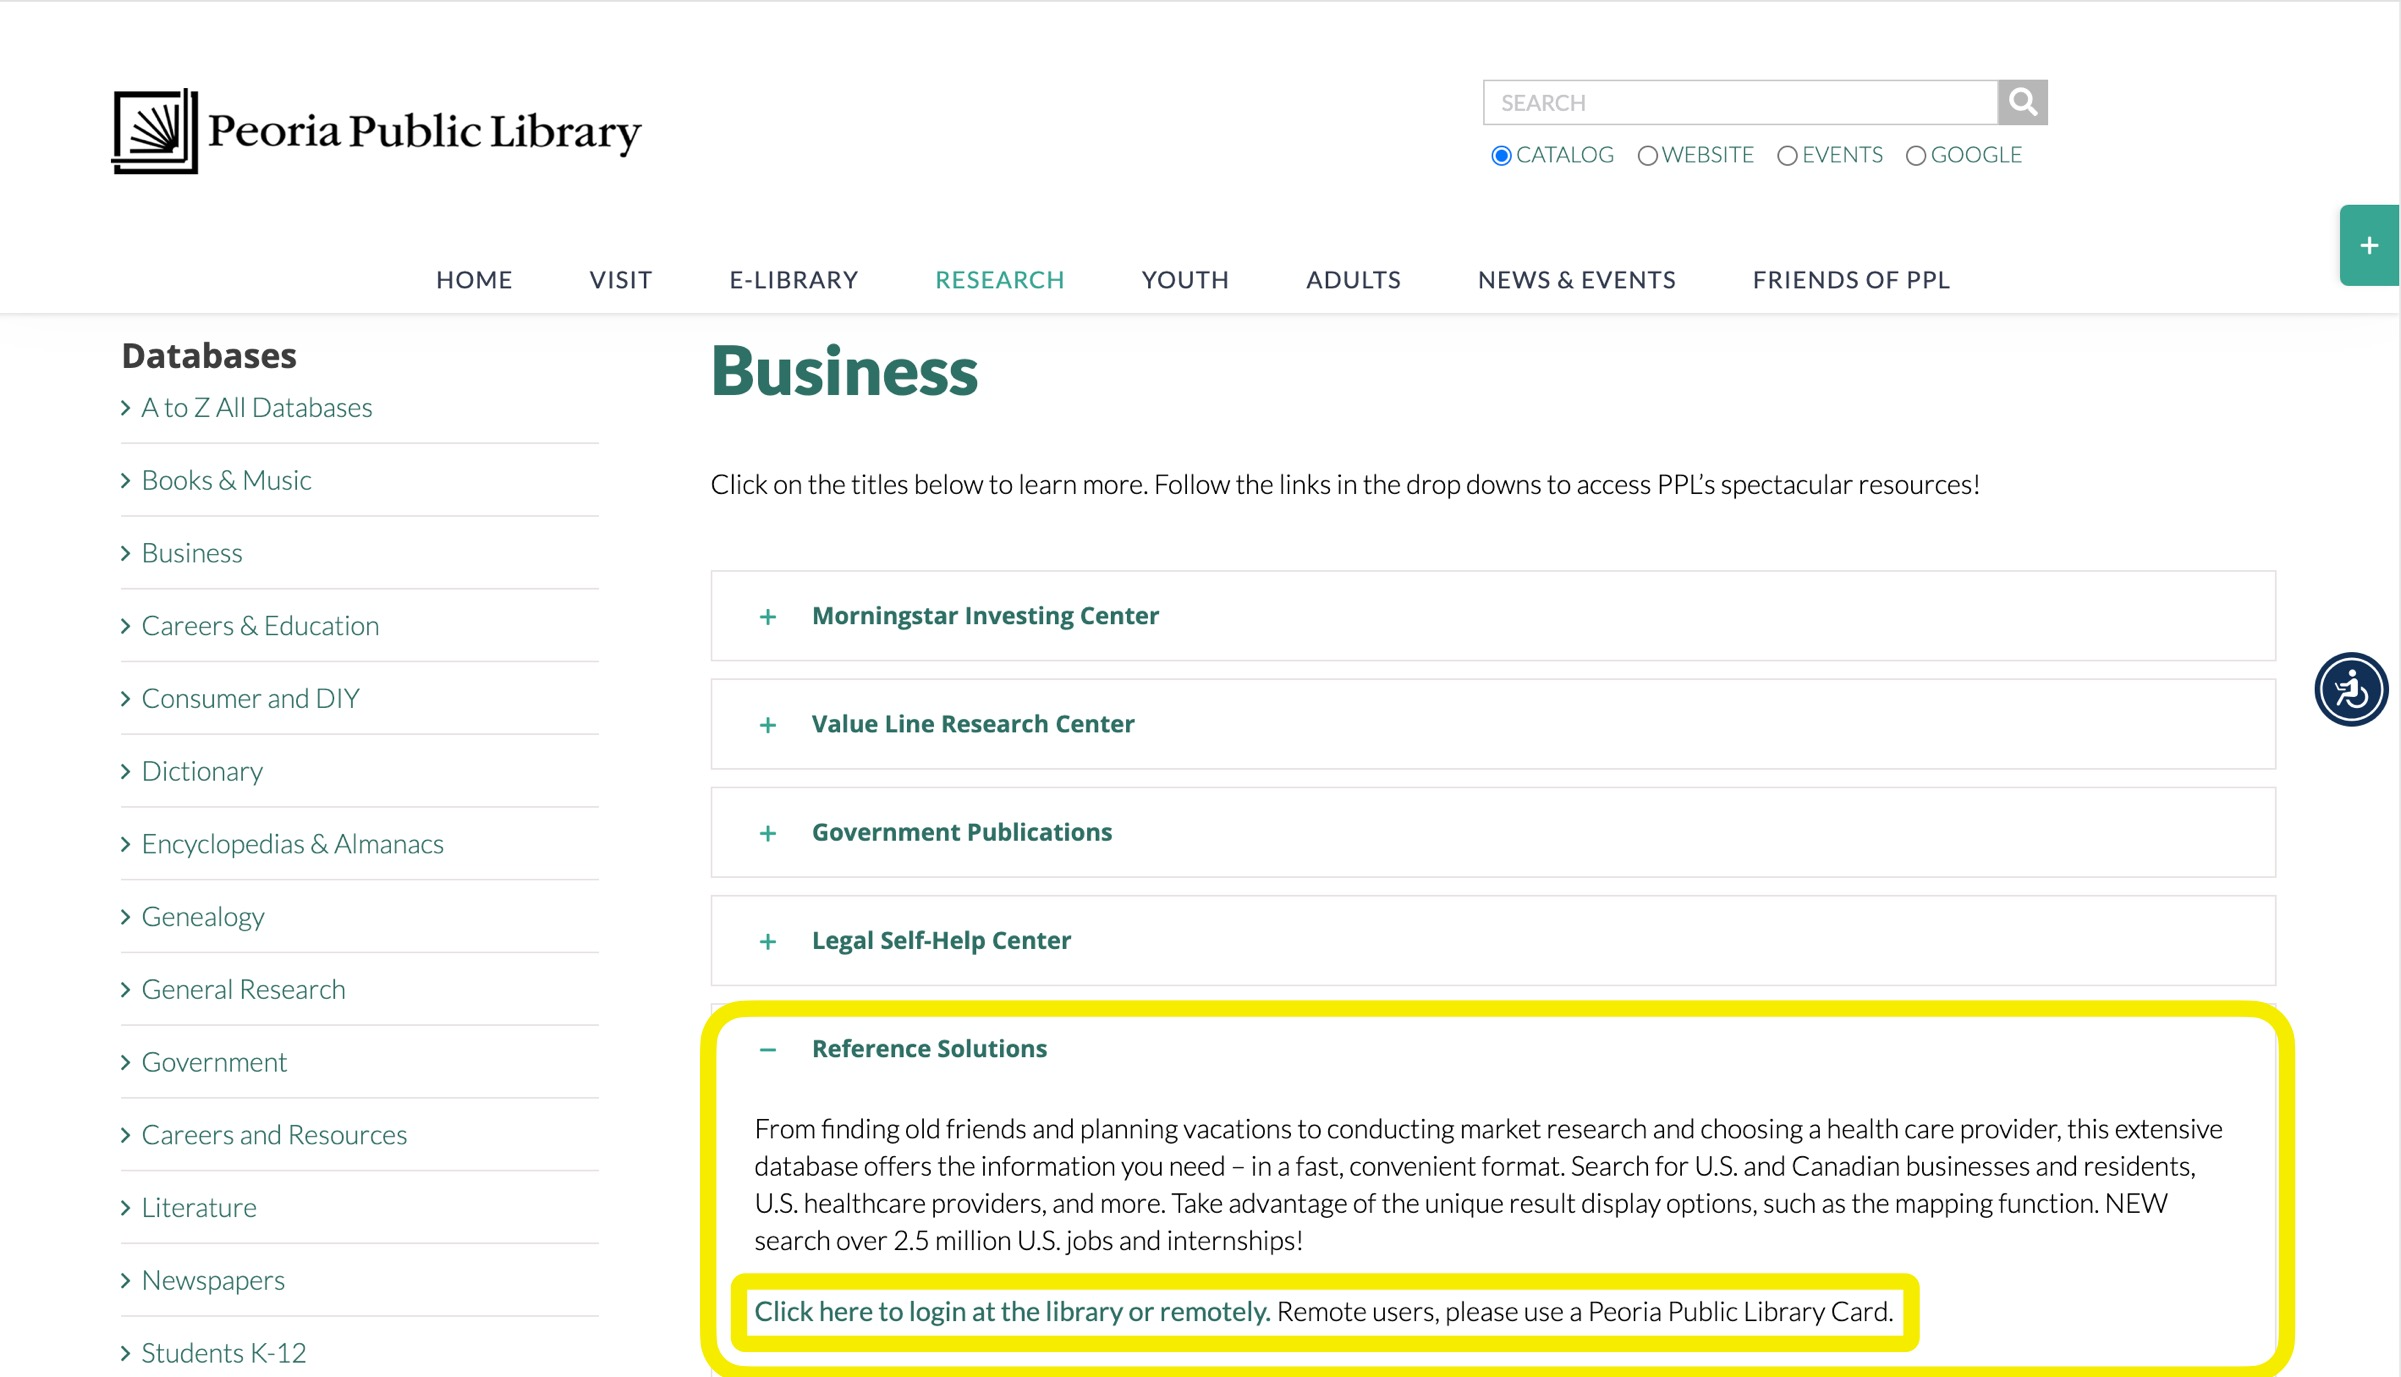 Peoria Public Library
SEARCH
CATALOG WEBSITE EVENTS GOOGLE
+
HOME VISIT E-LIBRARY RESEARCH YOUTH ADULTS NEWS & EVENTS FRIENDS OF PPL
Databases
A to Z All Databases
Books & Music
Business
Careers & Education
Consumer and DIY
Dictionary
Encyclopedias & Almanacs
Genealogy
General Research
Government
Careers and Resources
Literature
Newspapers
Students K-12
Business
Click on the titles below to learn more. Follow the links in the drop downs to access PPL’s spectacular resources!
+ Morningstar Investing Center
+ Value Line Research Center
+ Government Publications
+ Legal Self-Help Center
− Reference Solutions
From finding old friends and planning vacations to conducting market research and choosing a health care provider, this extensive
database offers the information you need – in a fast, convenient format. Search for U.S. and Canadian businesses and residents,
U.S. healthcare providers, and more. Take advantage of the unique result display options, such as the mapping function. NEW
search over 2.5 million U.S. jobs and internships!
Click here to login at the library or remotely. Remote users, please use a Peoria Public Library Card.